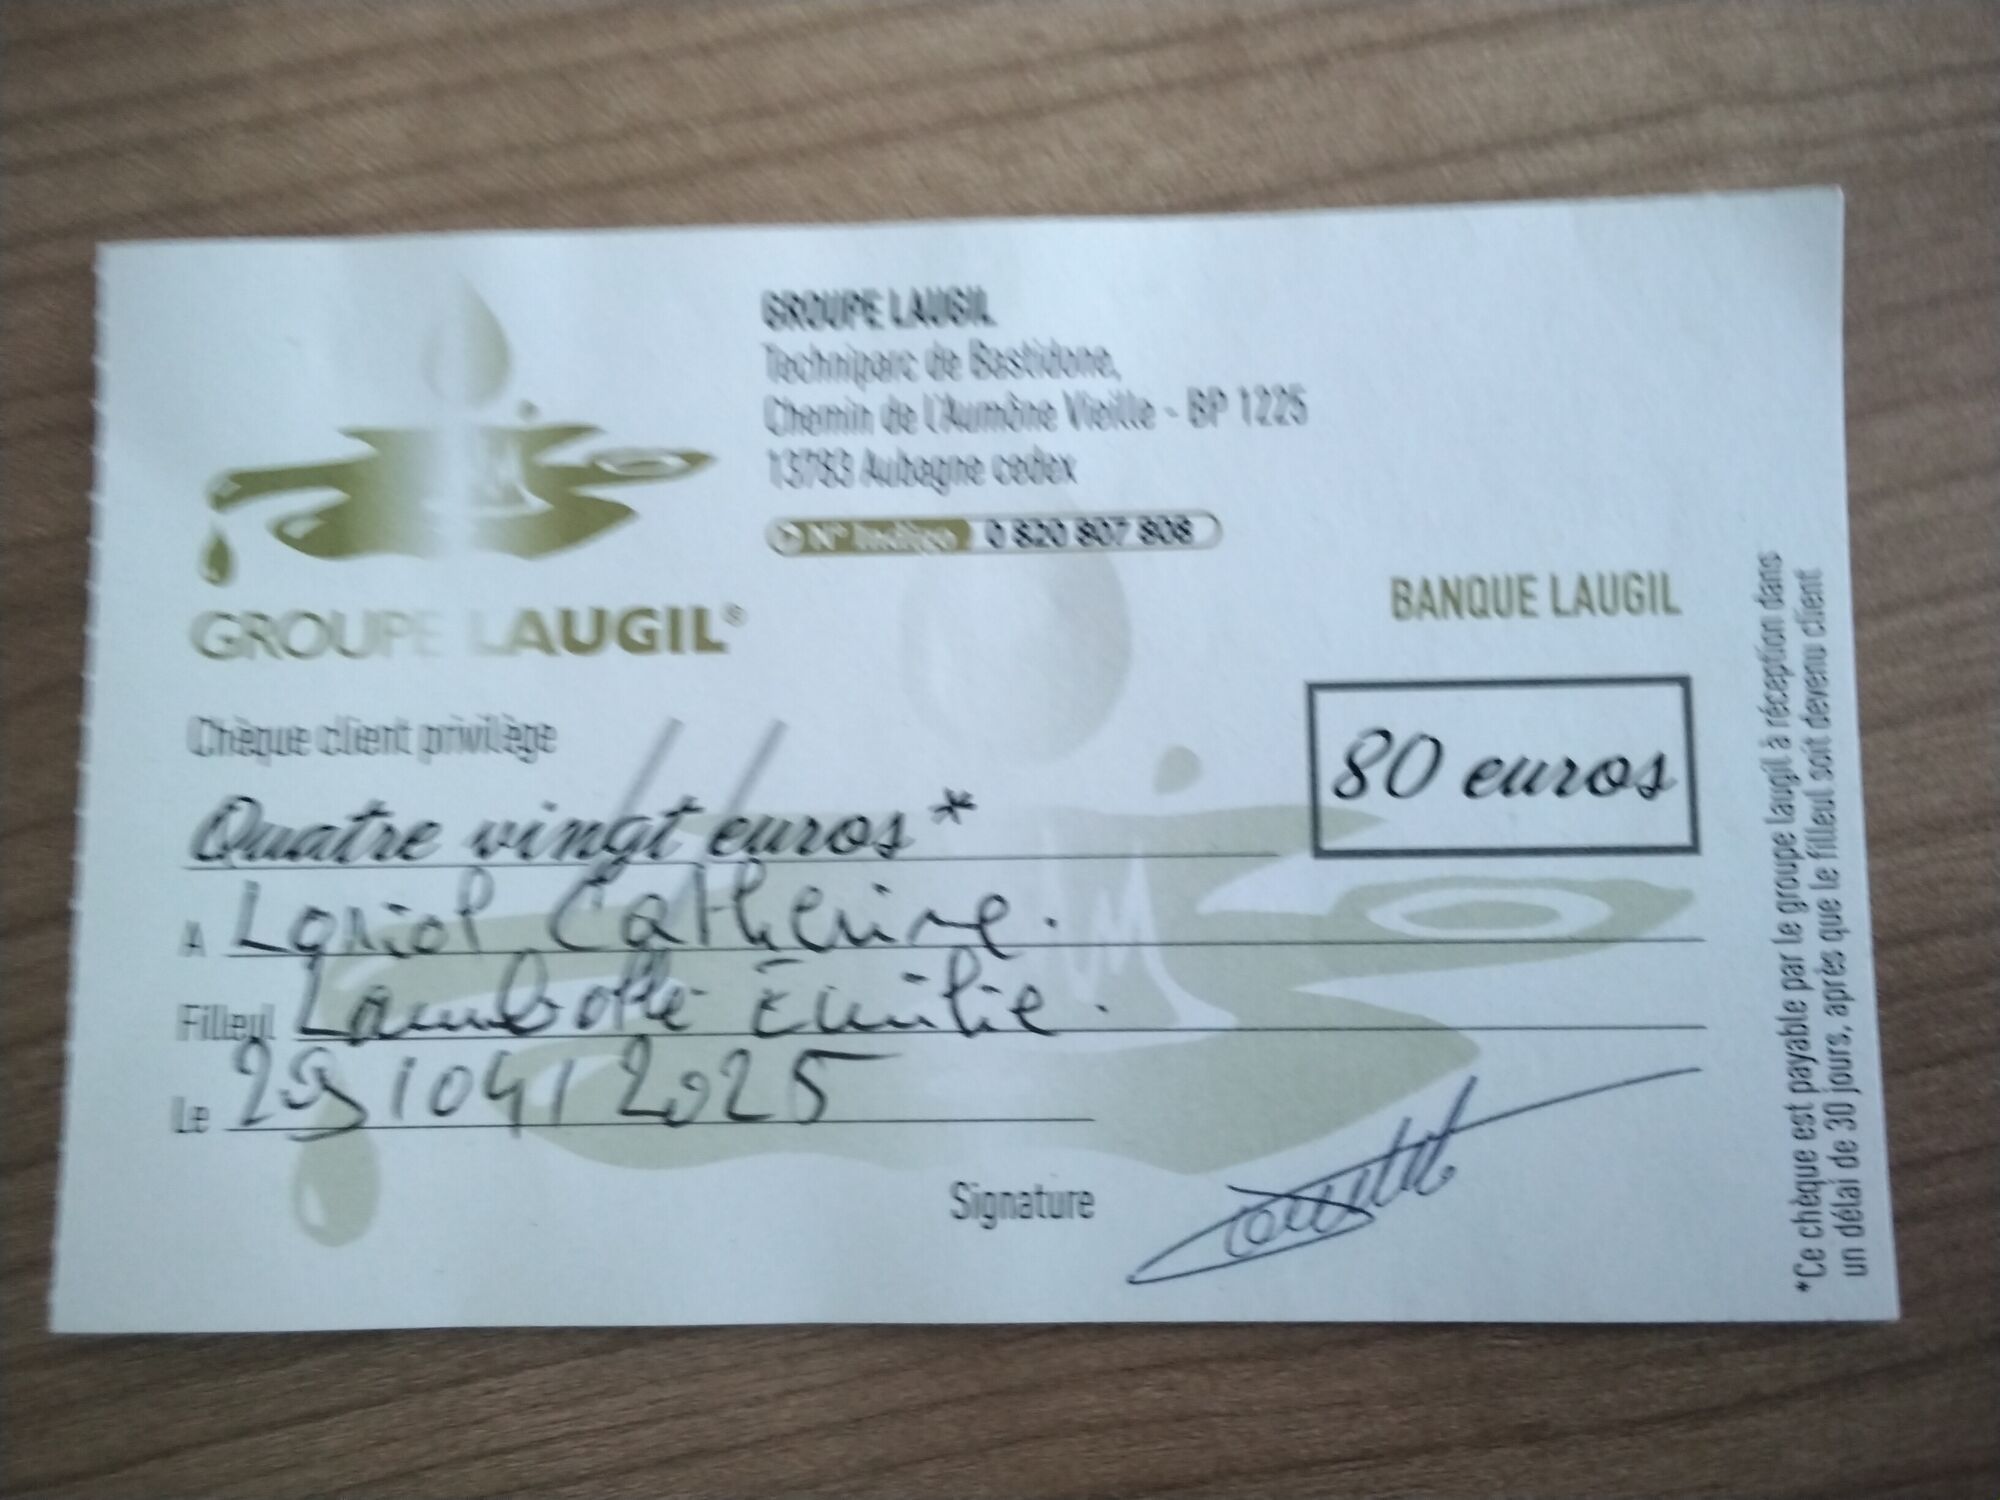 GROUPE LAUGIL
Techniparc de Bastidone,
Chemin de l'Aumône Vieille - BP 1225
13783 Aubagne cedex
N° Indigo 0 820 807 808
GROUPE LAUGIL®
BANQUE LAUGIL
Chèque client privilège
80 euros
Quatre vingt euros *
A Loriol Catherine.
Filleul Lambotte Emilie.
Le 29/04/2025
Signature
*Ce chèque est payable par le groupe laugil à réception dans
un délai de 30 jours, après que le filleul soit devenu client